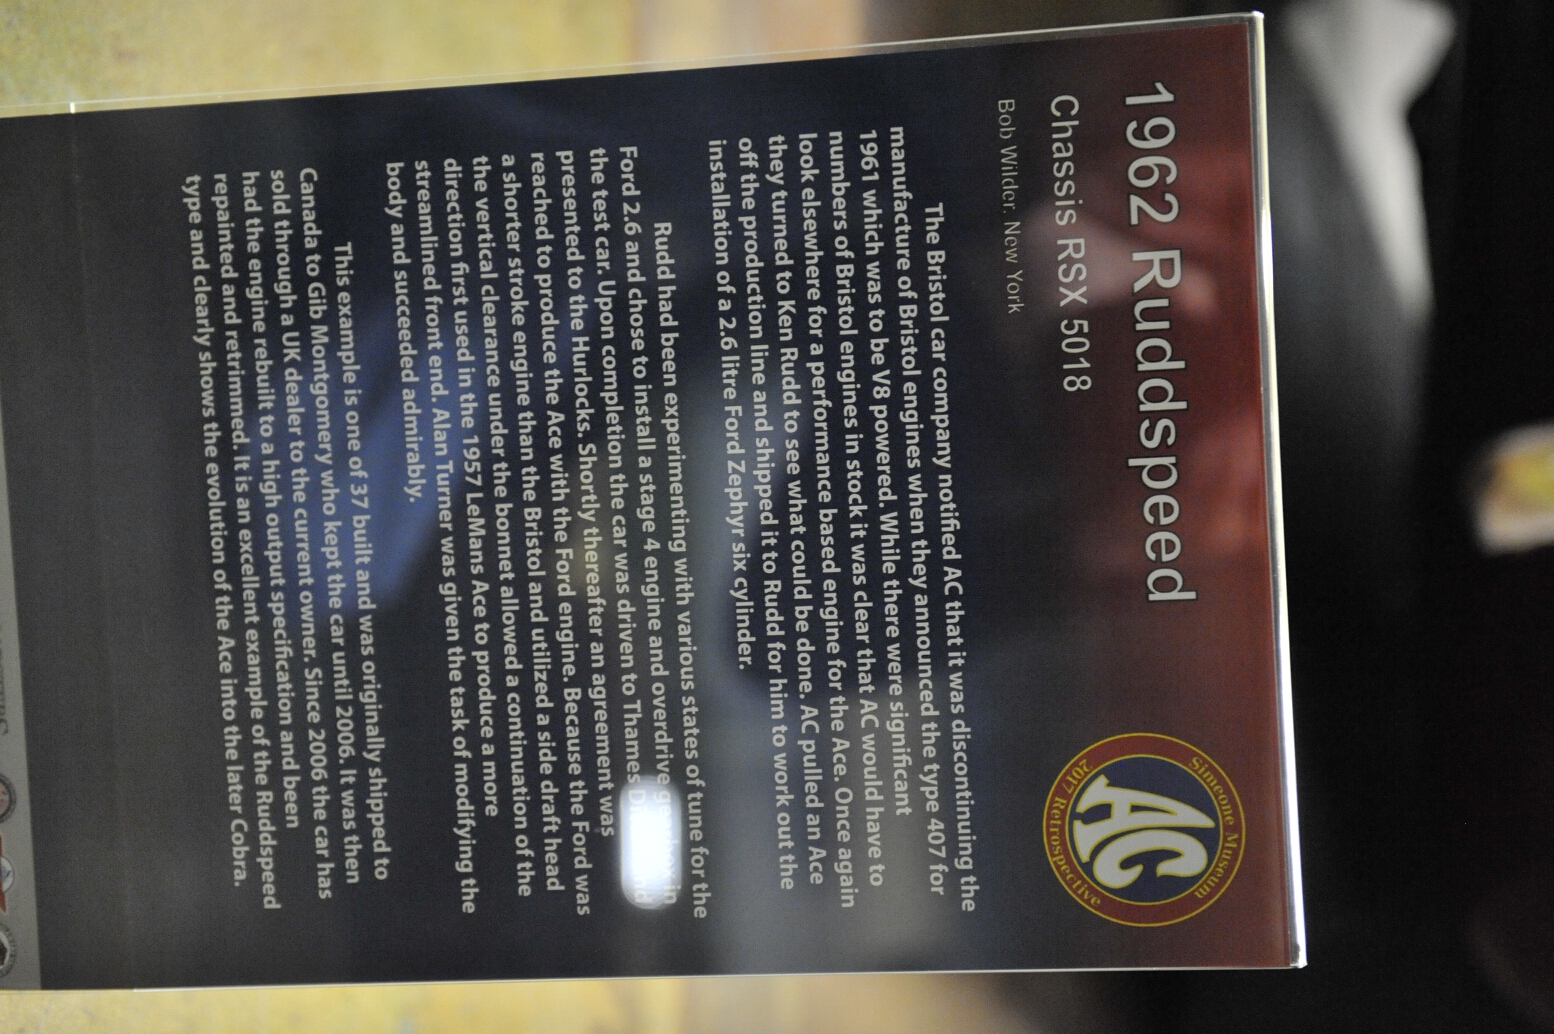 1962 Ruddspeed
Chassis RSX 5018
Bob Wilder, New York
Simeone Museum
AC
2017 Retrospective
The Bristol car company notified AC that it was discontinuing the
manufacture of Bristol engines when they announced the type 407 for
1961 which was to be V8 powered. While there were significant
numbers of Bristol engines in stock it was clear that AC would have to
look elsewhere for a performance based engine for the Ace. Once again
they turned to Ken Rudd to see what could be done. AC pulled an Ace
off the production line and shipped it to Rudd for him to work out the
installation of a 2.6 litre Ford Zephyr six cylinder.
Rudd had been experimenting with various states of tune for the
Ford 2.6 and chose to install a stage 4 engine and overdrive in
the test car. Upon completion the car was driven to Thames
presented to the Hurlocks. Shortly thereafter an agreement was
reached to produce the Ace with the Ford engine. Because the Ford was
a shorter stroke engine than the Bristol and utilized a side draft head
the vertical clearance under the bonnet allowed a continuation of the
direction first used in the 1957 LeMans Ace to produce a more
streamlined front end. Alan Turner was given the task of modifying the
body and succeeded admirably.
This example is one of 37 built and was originally shipped to
Canada to Gib Montgomery who kept the car until 2006. It was then
sold through a UK dealer to the current owner. Since 2006 the car has
had the engine rebuilt to a high output specification and been
repainted and retrimmed. It is an excellent example of the Ruddspeed
type and clearly shows the evolution of the Ace into the later Cobra.